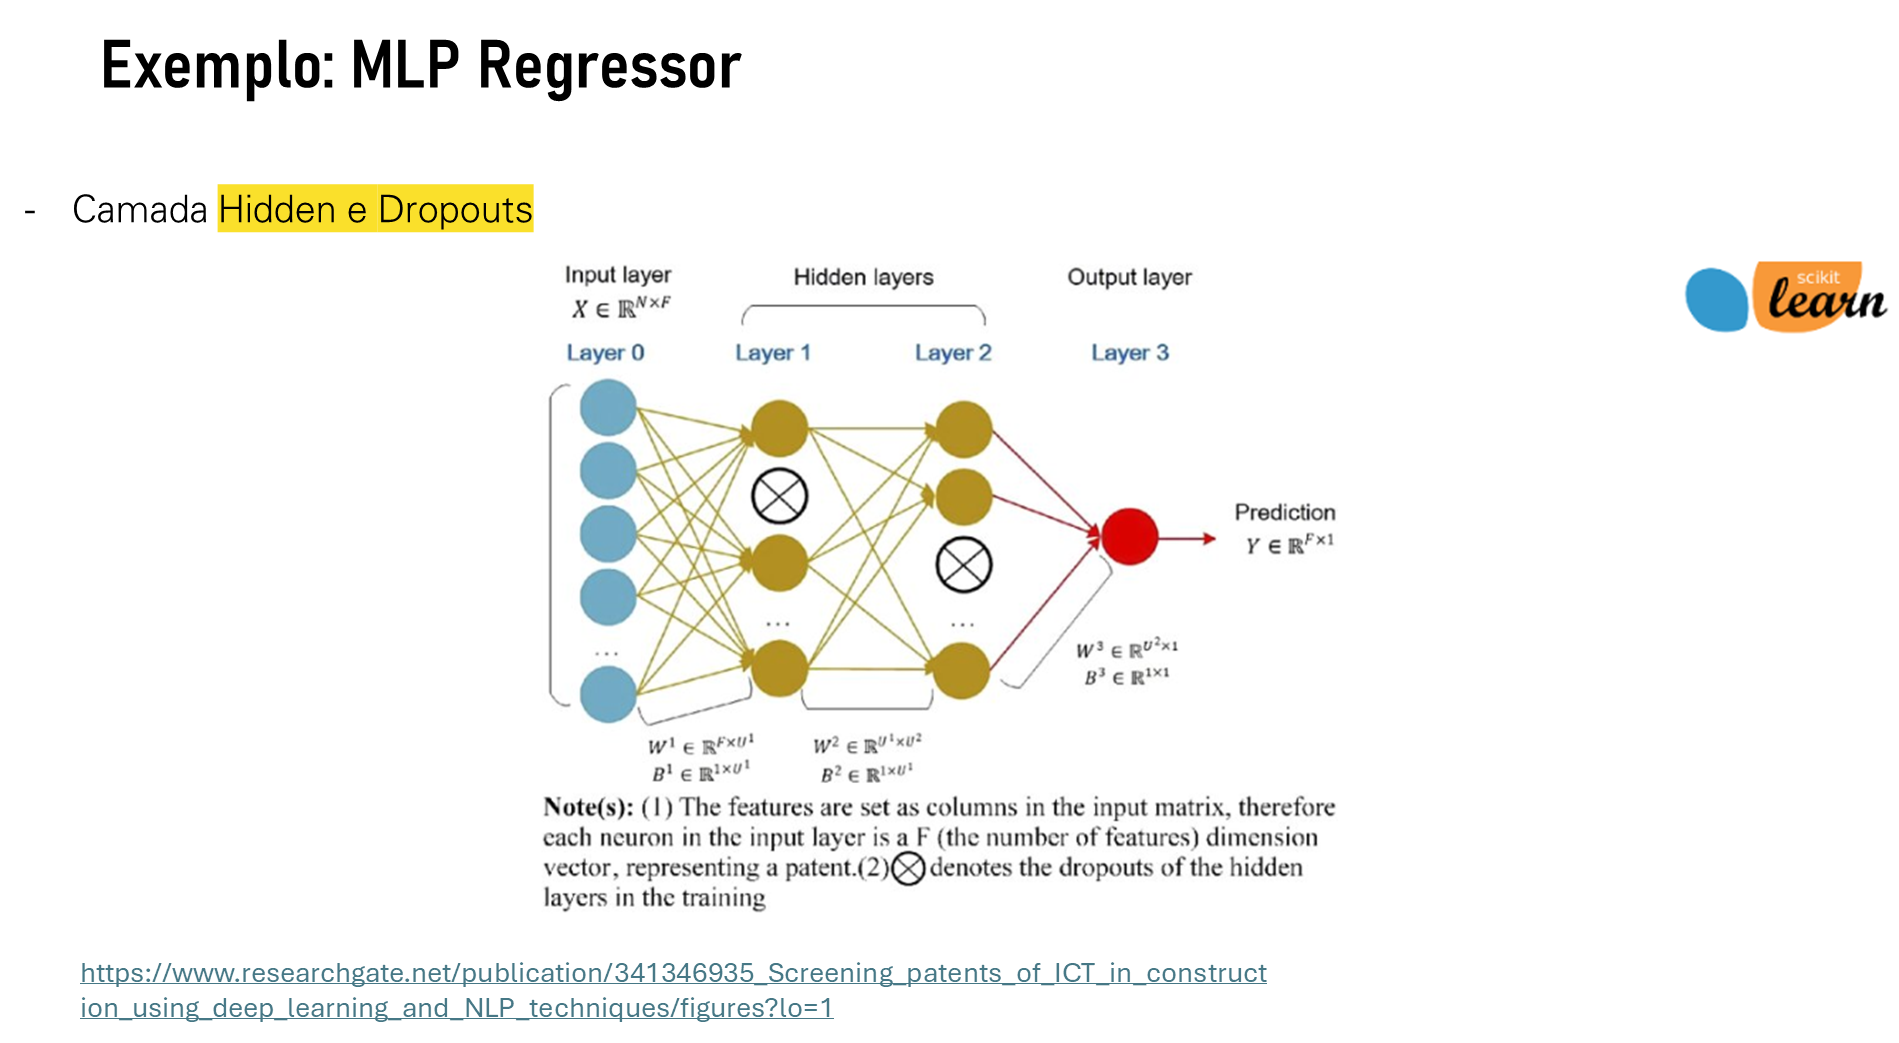 Exemplo: MLP Regressor
- Camada Hidden e Dropouts
Input layer
X ∈ ℝᴺˣᶠ
Hidden layers
Output layer
scikit
learn
Layer 0
Layer 1
Layer 2
Layer 3
...
...
...
Prediction
Y ∈ ℝ^{F×1}
W³ ∈ ℝ^{U²×1}
B³ ∈ ℝ^{1×1}
W¹ ∈ ℝ^{F×U¹}
B¹ ∈ ℝ^{1×U¹}
W² ∈ ℝ^{U¹×U²}
B² ∈ ℝ^{1×U¹}
Note(s): (1) The features are set as columns in the input matrix, therefore
each neuron in the input layer is a F (the number of features) dimension
vector, representing a patent.(2)⊗ denotes the dropouts of the hidden
layers in the training
https://www.researchgate.net/publication/341346935_Screening_patents_of_ICT_in_construct
ion_using_deep_learning_and_NLP_techniques/figures?lo=1